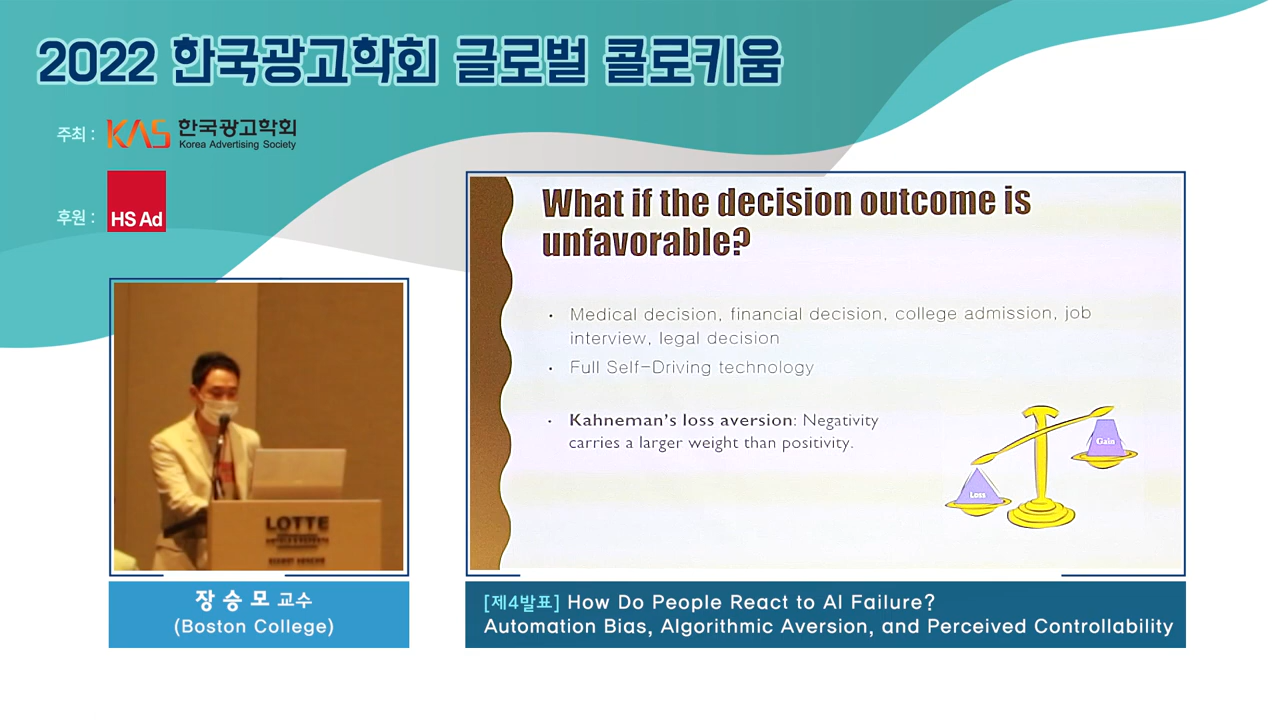 2022 한국광고학회 글로벌 콜로키움
주최 : KAS 한국광고학회
Korea Advertising Society
후원 : HS Ad
What if the decision outcome is
unfavorable?
• Medical decision, financial decision, college admission, job
interview, legal decision
• Full Self-Driving technology
• Kahneman's loss aversion: Negativity
carries a larger weight than positivity.
Gain
Loss
LOTTE
장 승 모 교수
(Boston College)
[제4발표] How Do People React to AI Failure?
Automation Bias, Algorithmic Aversion, and Perceived Controllability